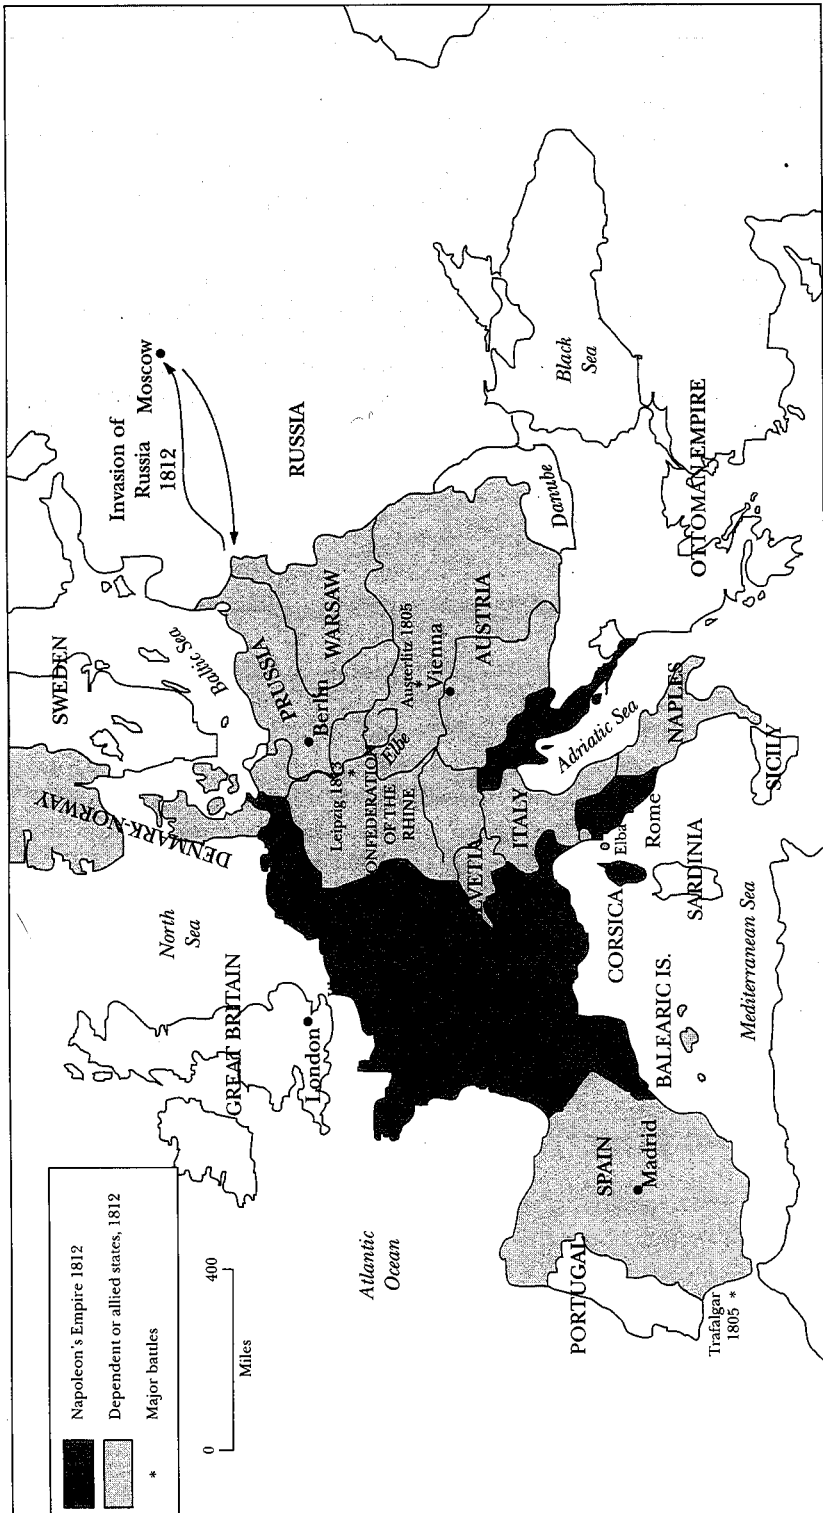 Napoleon's Empire 1812
Dependent or allied states, 1812
* Major battles
0 400
Miles
Atlantic
Ocean
North
Sea
GREAT BRITAIN
London
DENMARK-NORWAY
SWEDEN
Baltic Sea
Invasion of
Russia
1812
Moscow
RUSSIA
PRUSSIA
Berlin
WARSAW
Leipzig 1813
*
CONFEDERATION
OF THE
RHINE
Elbe
Austerlitz 1805
*
Vienna
AUSTRIA
HELVETIA
ITALY
Danube
Black
Sea
Adriatic Sea
OTTOMAN EMPIRE
PORTUGAL
SPAIN
Madrid
Trafalgar
1805 *
BALEARIC IS.
CORSICA
Elba
Rome
SARDINIA
NAPLES
SICILY
Mediterranean Sea